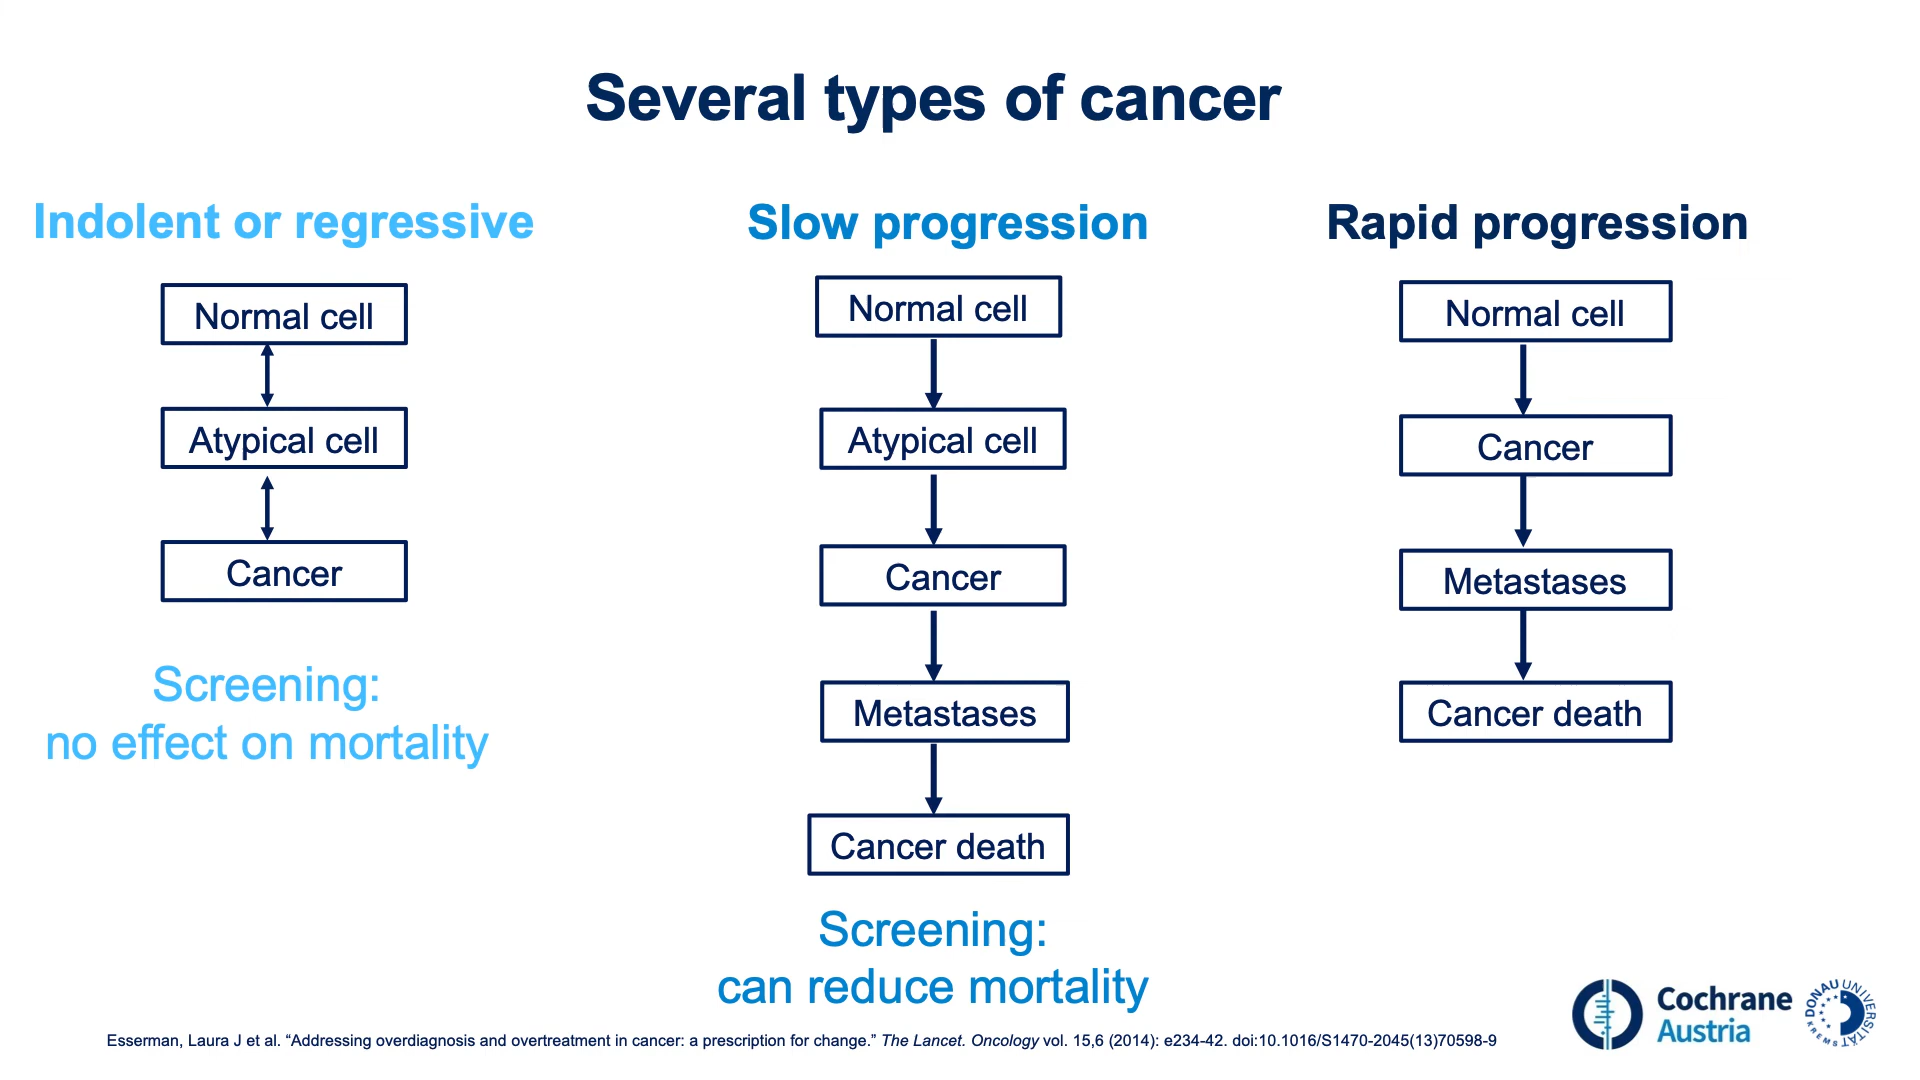 Several types of cancer
Indolent or regressive
Normal cell
Atypical cell
Cancer
Screening:
no effect on mortality
Slow progression
Normal cell
Atypical cell
Cancer
Metastases
Cancer death
Screening:
can reduce mortality
Rapid progression
Normal cell
Cancer
Metastases
Cancer death
Esserman, Laura J et al. “Addressing overdiagnosis and overtreatment in cancer: a prescription for change.” The Lancet. Oncology vol. 15,6 (2014): e234-42. doi:10.1016/S1470-2045(13)70598-9
Cochrane
Austria
DONAU UNIVERSITÄT
KREMS